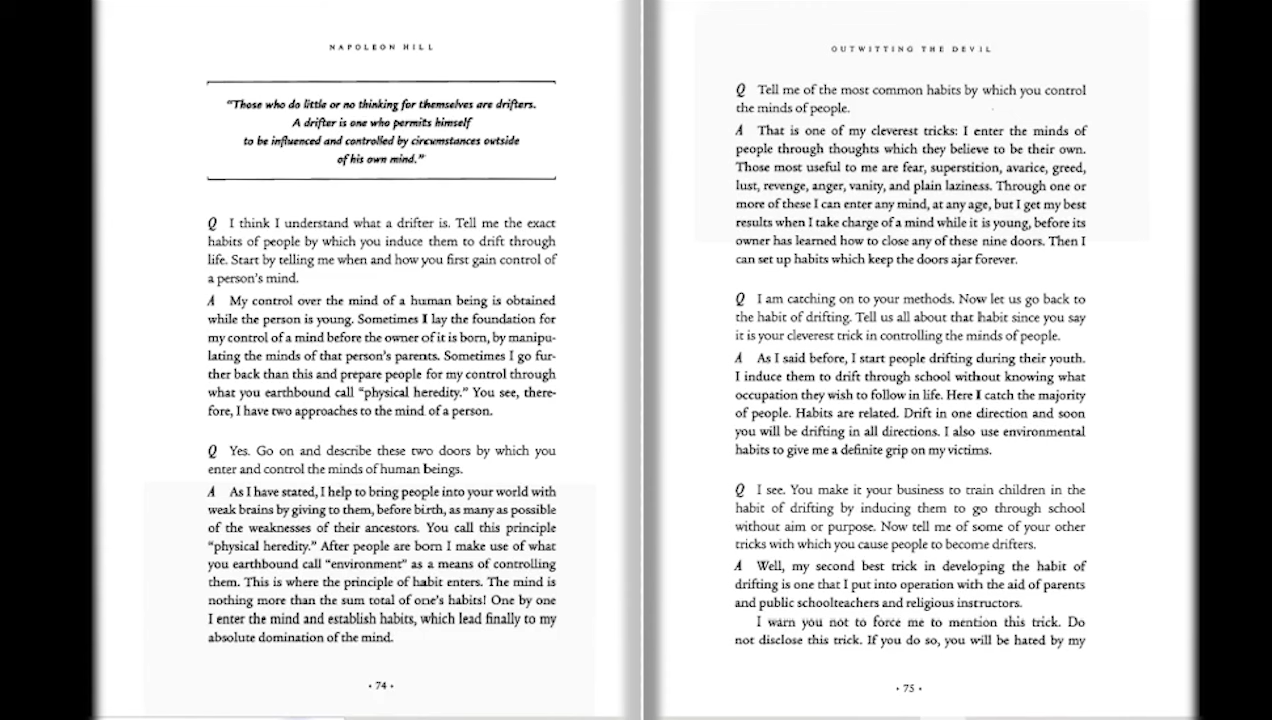 NAPOLEON HILL
"Those who do little or no thinking for themselves are drifters.
A drifter is one who permits himself
to be influenced and controlled by circumstances outside
of his own mind."
Q I think I understand what a drifter is. Tell me the exact
habits of people by which you induce them to drift through
life. Start by telling me when and how you first gain control of
a person's mind.
A My control over the mind of a human being is obtained
while the person is young. Sometimes I lay the foundation for
my control of a mind before the owner of it is born, by manipu-
lating the minds of that person's parents. Sometimes I go fur-
ther back than this and prepare people for my control through
what you earthbound call "physical heredity." You see, there-
fore, I have two approaches to the mind of a person.
Q Yes. Go on and describe these two doors by which you
enter and control the minds of human beings.
A As I have stated, I help to bring people into your world with
weak brains by giving to them, before birth, as many as possible
of the weaknesses of their ancestors. You call this principle
"physical heredity." After people are born I make use of what
you earthbound call "environment" as a means of controlling
them. This is where the principle of habit enters. The mind is
nothing more than the sum total of one's habits! One by one
I enter the mind and establish habits, which lead finally to my
absolute domination of the mind.
• 74 •
OUTWITTING THE DEVIL
Q Tell me of the most common habits by which you control
the minds of people.
A That is one of my cleverest tricks: I enter the minds of
people through thoughts which they believe to be their own.
Those most useful to me are fear, superstition, avarice, greed,
lust, revenge, anger, vanity, and plain laziness. Through one or
more of these I can enter any mind, at any age, but I get my best
results when I take charge of a mind while it is young, before its
owner has learned how to close any of these nine doors. Then I
can set up habits which keep the doors ajar forever.
Q I am catching on to your methods. Now let us go back to
the habit of drifting. Tell us all about that habit since you say
it is your cleverest trick in controlling the minds of people.
A As I said before, I start people drifting during their youth.
I induce them to drift through school without knowing what
occupation they wish to follow in life. Here I catch the majority
of people. Habits are related. Drift in one direction and soon
you will be drifting in all directions. I also use environmental
habits to give me a definite grip on my victims.
Q I see. You make it your business to train children in the
habit of drifting by inducing them to go through school
without aim or purpose. Now tell me of some of your other
tricks with which you cause people to become drifters.
A Well, my second best trick in developing the habit of
drifting is one that I put into operation with the aid of parents
and public schoolteachers and religious instructors.
I warn you not to force me to mention this trick. Do
not disclose this trick. If you do so, you will be hated by my
• 75 •